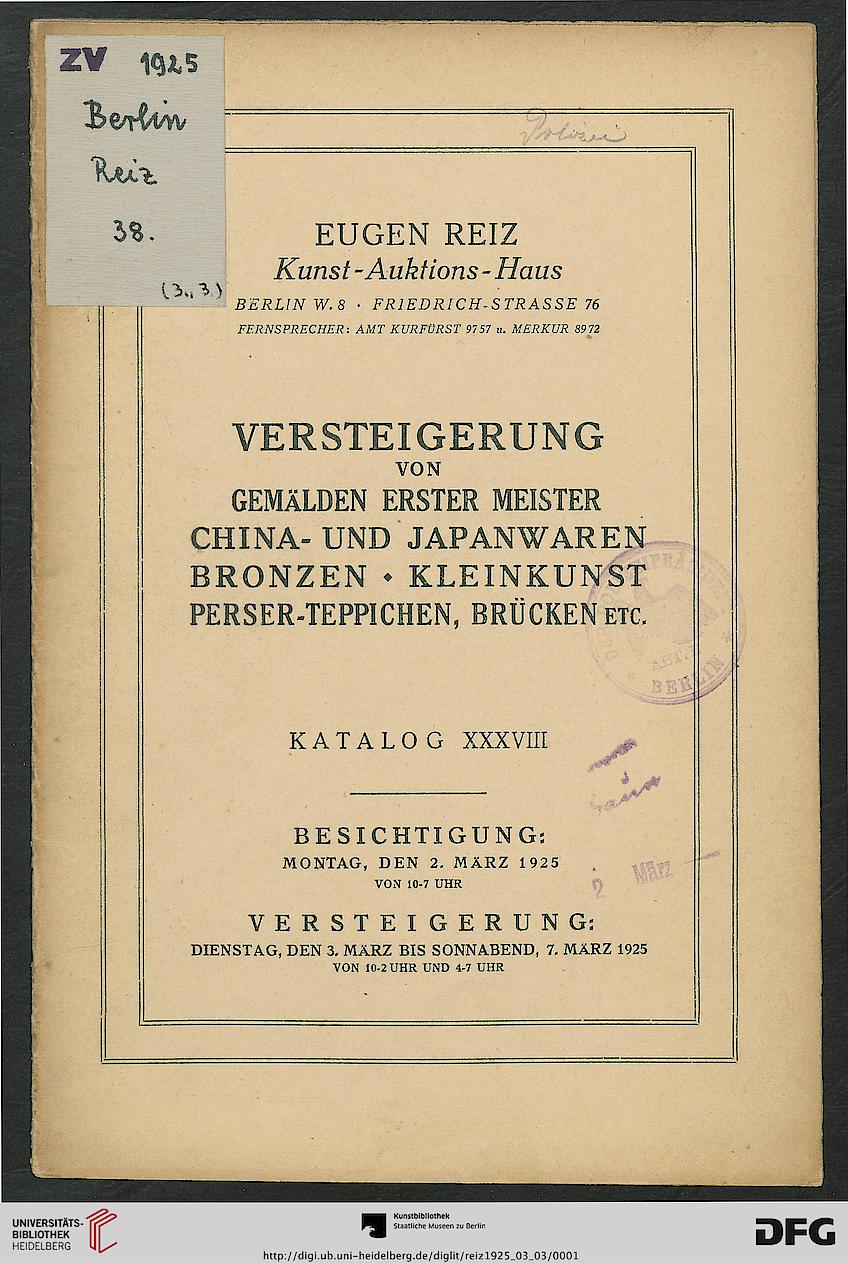 ZV 1925
Berlin
Reiz
38.
(3., 3.)
Polizei
EUGEN REIZ
Kunst-Auktions-Haus
BERLIN W. 8 · FRIEDRICH-STRASSE 76
FERNSPRECHER: AMT KURFÜRST 9757 u. MERKUR 8972
VERSTEIGERUNG
VON
GEMÄLDEN ERSTER MEISTER
CHINA- UND JAPANWAREN
BRONZEN • KLEINKUNST
PERSER-TEPPICHEN, BRÜCKEN ETC.
ABT.
BERLIN
KATALOG XXXVIII
BESICHTIGUNG:
MONTAG, DEN 2. MÄRZ 1925
VON 10-7 UHR
2 März
VERSTEIGERUNG:
DIENSTAG, DEN 3. MÄRZ BIS SONNABEND, 7. MÄRZ 1925
VON 10-2 UHR UND 4-7 UHR
UNIVERSITÄTS-
BIBLIOTHEK
HEIDELBERG
Kunstbibliothek
Staatliche Museen zu Berlin
DFG
http://digi.ub.uni-heidelberg.de/diglit/reiz1925_03_03/0001